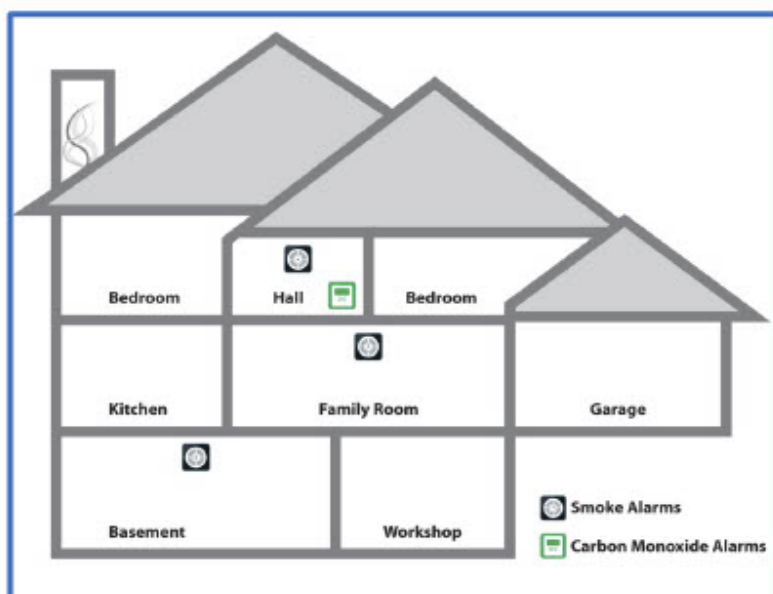 Bedroom
Hall
Bedroom
Kitchen
Family Room
Garage
Basement
Workshop
Smoke Alarms
Carbon Monoxide Alarms